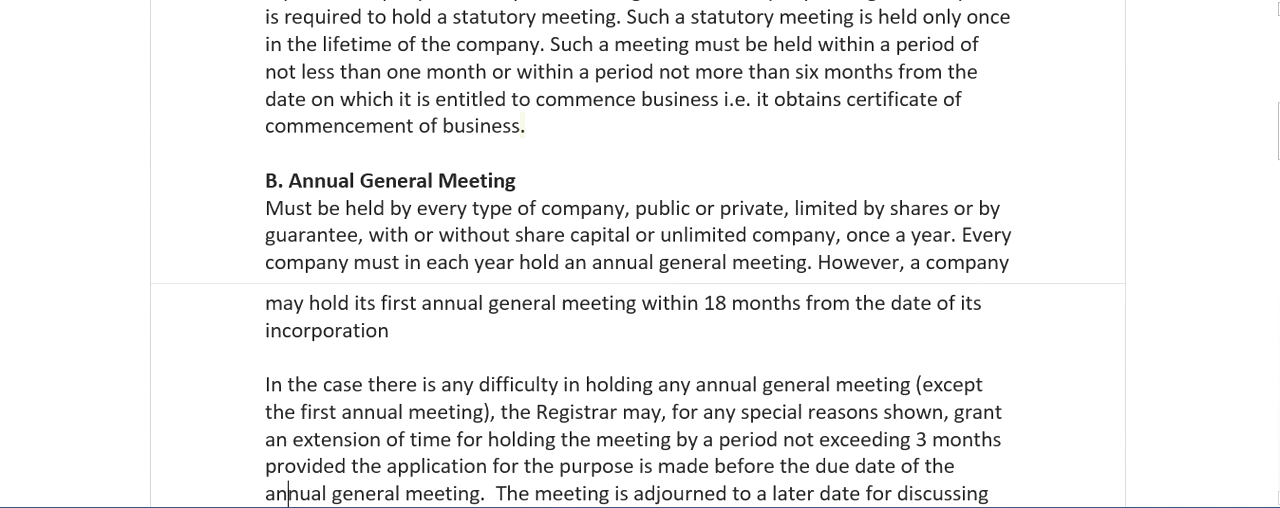 is required to hold a statutory meeting. Such a statutory meeting is held only once
in the lifetime of the company. Such a meeting must be held within a period of
not less than one month or within a period not more than six months from the
date on which it is entitled to commence business i.e. it obtains certificate of
commencement of business.
B. Annual General Meeting
Must be held by every type of company, public or private, limited by shares or by
guarantee, with or without share capital or unlimited company, once a year. Every
company must in each year hold an annual general meeting. However, a company
may hold its first annual general meeting within 18 months from the date of its
incorporation
In the case there is any difficulty in holding any annual general meeting (except
the first annual meeting), the Registrar may, for any special reasons shown, grant
an extension of time for holding the meeting by a period not exceeding 3 months
provided the application for the purpose is made before the due date of the
annual general meeting.  The meeting is adjourned to a later date for discussing